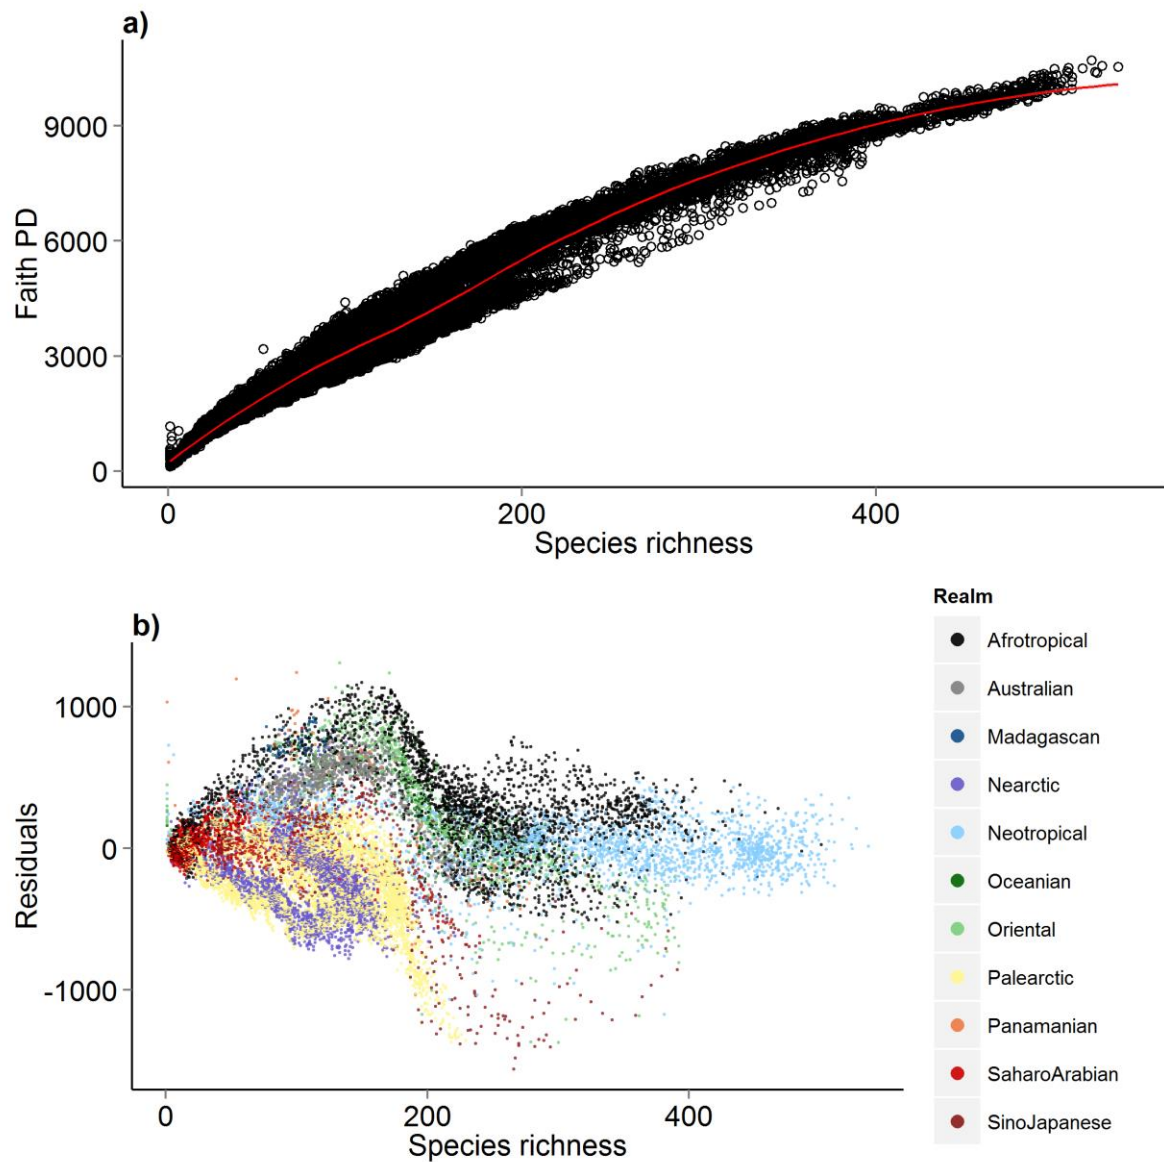 a)
9000
6000
3000
0
Faith PD
0 200 400
Species richness
b)
1000
0
-1000
Residuals
0 200 400
Species richness
Realm
Afrotropical
Australian
Madagascan
Nearctic
Neotropical
Oceanian
Oriental
Palearctic
Panamanian
SaharoArabian
SinoJapanese